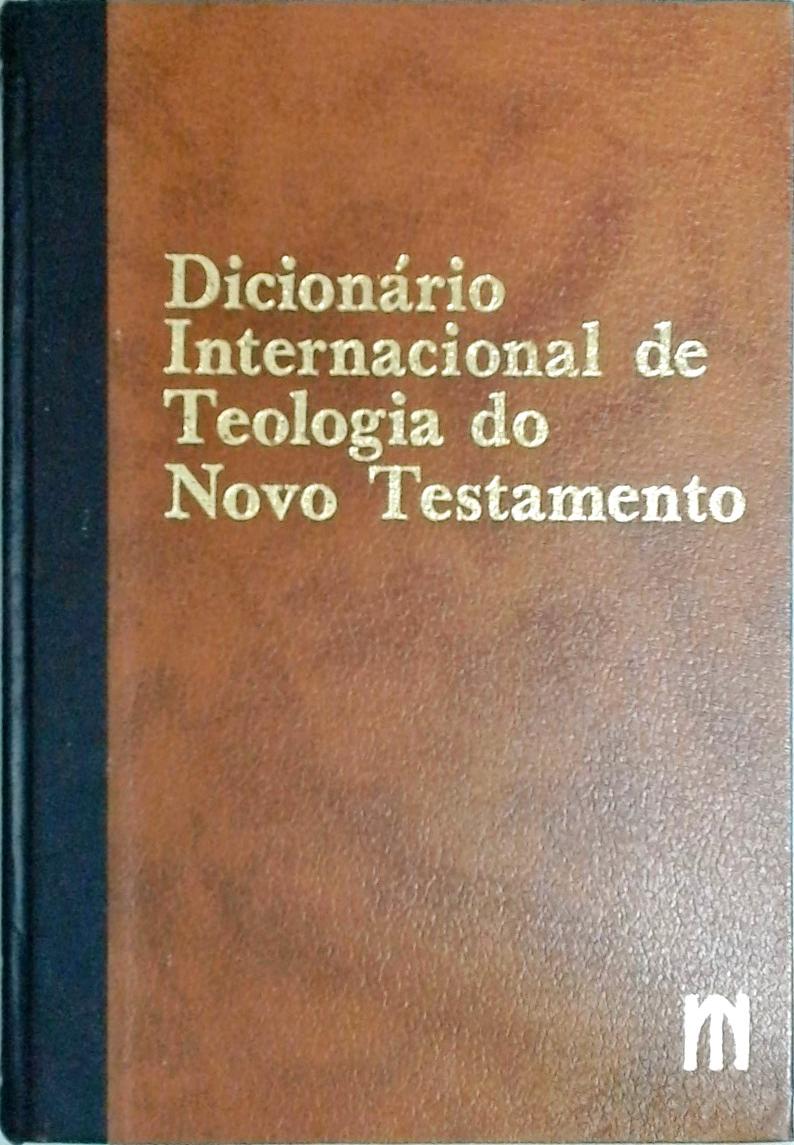 Dicionário
Internacional de
Teologia do
Novo Testamento